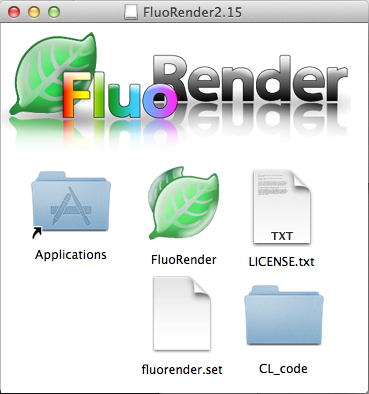 FluoRender2.15
FluoRender
Applications
FluoRender
TXT
LICENSE.txt
fluorender.set
CL_code